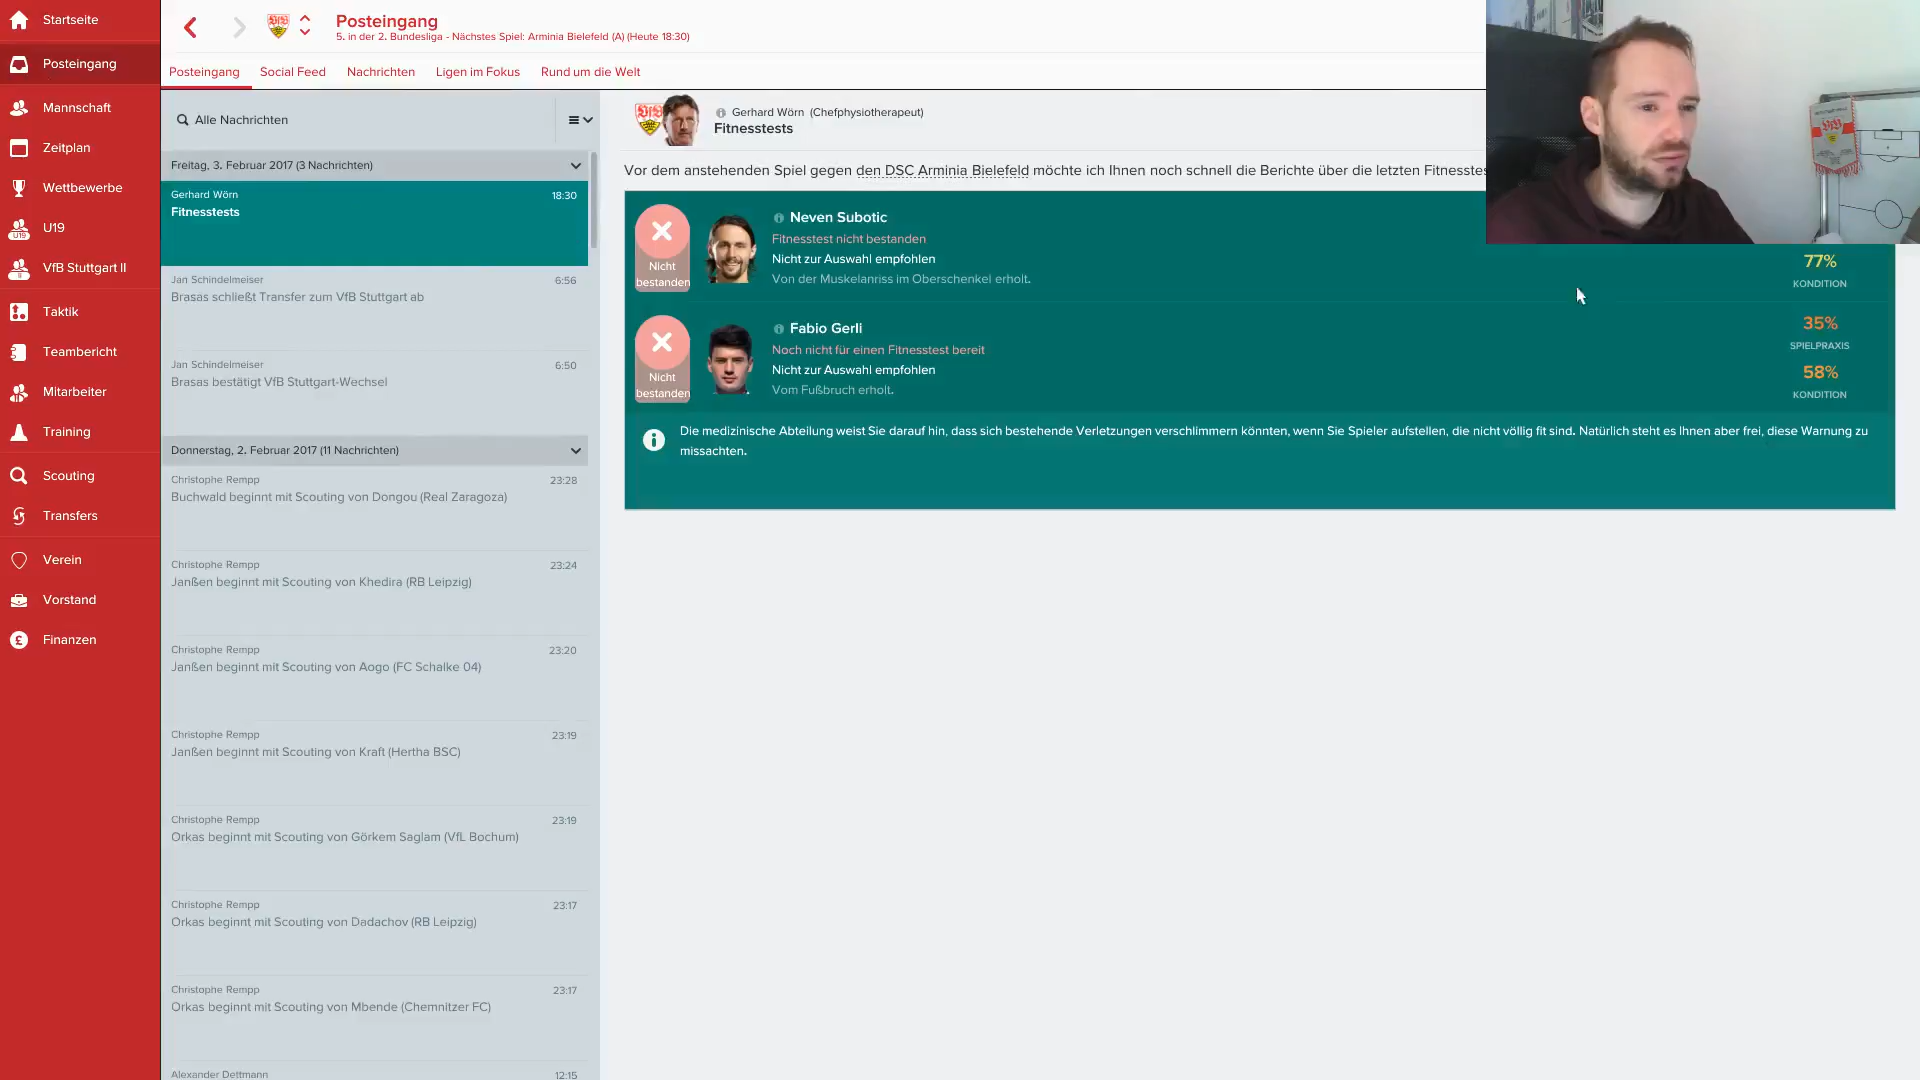 Startseite
Posteingang
Mannschaft
Zeitplan
Wettbewerbe
U19
VfB Stuttgart II
Taktik
Teambericht
Mitarbeiter
Training
Scouting
Transfers
Verein
Vorstand
Finanzen
Posteingang
5. in der 2. Bundesliga - Nächstes Spiel: Arminia Bielefeld (A) (Heute 18:30)
Posteingang Social Feed Nachrichten Ligen im Fokus Rund um die Welt
Alle Nachrichten
Freitag, 3. Februar 2017 (3 Nachrichten)
Gerhard Wörn 18:30
Fitnesstests
Jan Schindelmeiser 6:56
Brasas schließt Transfer zum VfB Stuttgart ab
Jan Schindelmeiser 6:50
Brasas bestätigt VfB Stuttgart-Wechsel
Donnerstag, 2. Februar 2017 (11 Nachrichten)
Christophe Rempp 23:28
Buchwald beginnt mit Scouting von Dongou (Real Zaragoza)
Christophe Rempp 23:24
Janßen beginnt mit Scouting von Khedira (RB Leipzig)
Christophe Rempp 23:20
Janßen beginnt mit Scouting von Aogo (FC Schalke 04)
Christophe Rempp 23:19
Janßen beginnt mit Scouting von Kraft (Hertha BSC)
Christophe Rempp 23:19
Orkas beginnt mit Scouting von Görkem Saglam (VfL Bochum)
Christophe Rempp 23:17
Orkas beginnt mit Scouting von Dadachov (RB Leipzig)
Christophe Rempp 23:17
Orkas beginnt mit Scouting von Mbende (Chemnitzer FC)
Alexander Dettmann 12:15
Gerhard Wörn (Chefphysiotherapeut)
Fitnesstests
Vor dem anstehenden Spiel gegen den DSC Arminia Bielefeld möchte ich Ihnen noch schnell die Berichte über die letzten Fitnesstes
Nicht
bestanden
Neven Subotic
Fitnesstest nicht bestanden
Nicht zur Auswahl empfohlen
Von der Muskelanriss im Oberschenkel erholt.
77%
KONDITION
Nicht
bestanden
Fabio Gerli
Noch nicht für einen Fitnesstest bereit
Nicht zur Auswahl empfohlen
Vom Fußbruch erholt.
35%
SPIELPRAXIS
58%
KONDITION
Die medizinische Abteilung weist Sie darauf hin, dass sich bestehende Verletzungen verschlimmern könnten, wenn Sie Spieler aufstellen, die nicht völlig fit sind. Natürlich steht es Ihnen aber frei, diese Warnung zu
missachten.